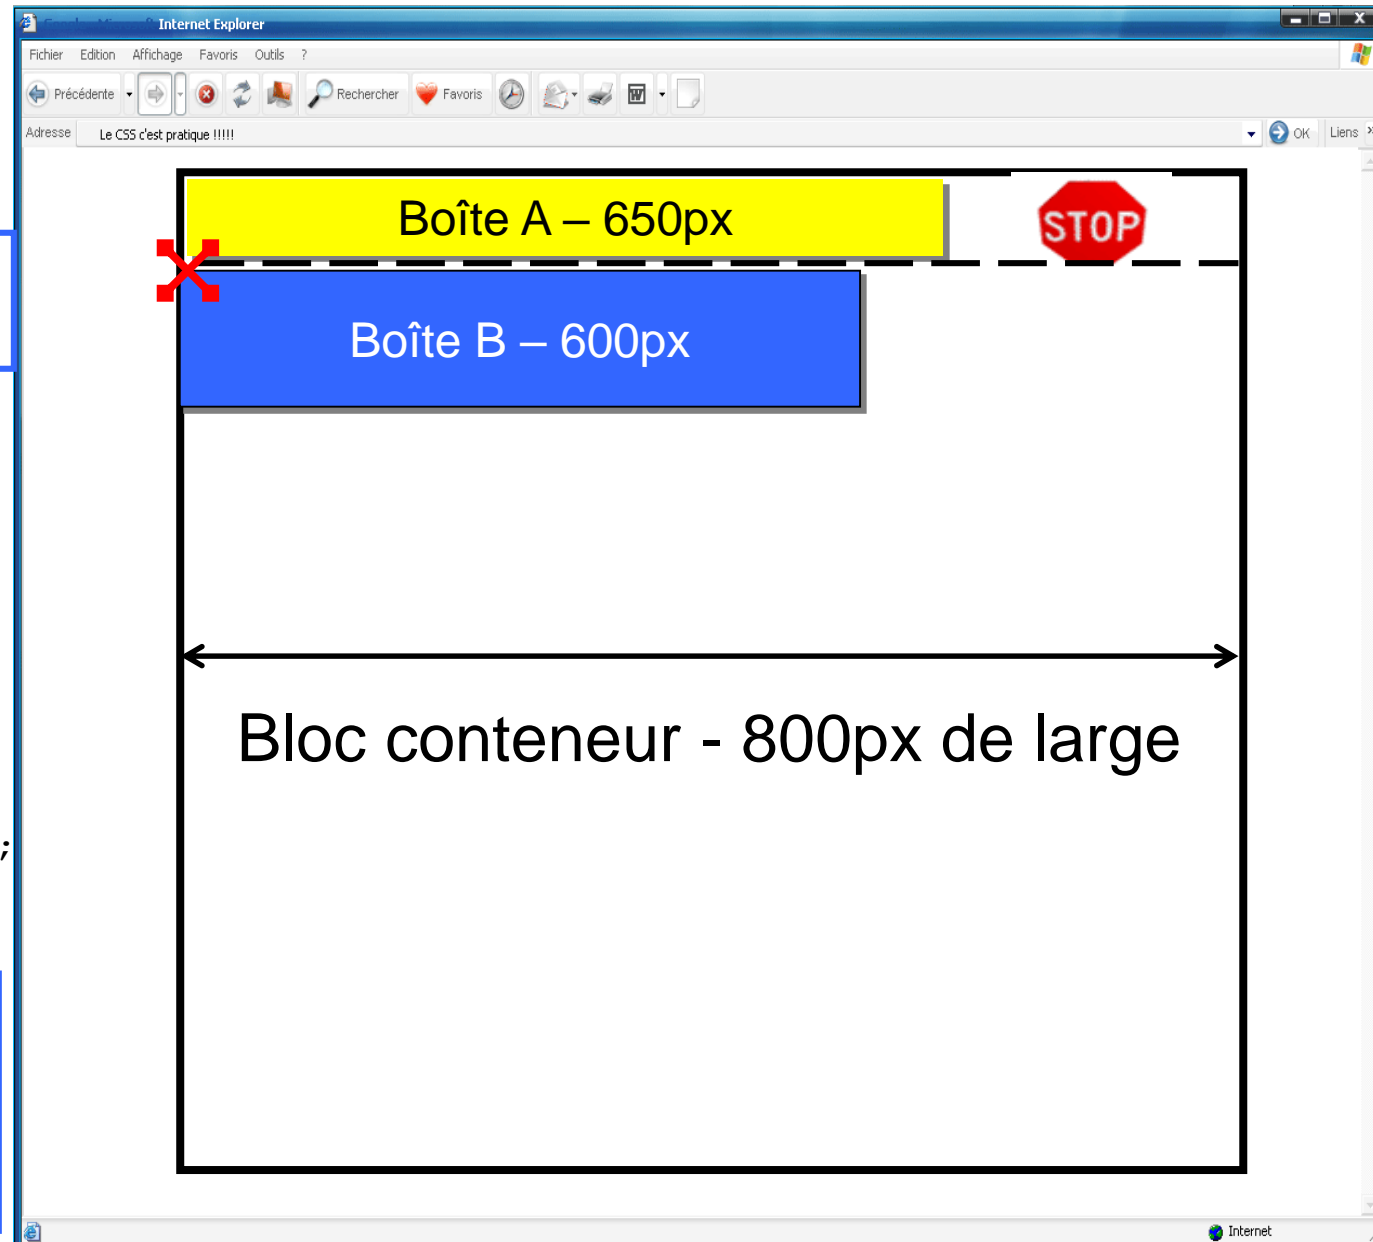 Internet Explorer
Fichier Edition Affichage Favoris Outils ?
Précédente Rechercher Favoris
Adresse Le CSS c'est pratique !!!!! OK Liens
Boîte A – 650px
STOP
Boîte B – 600px
Bloc conteneur - 800px de large
;
Internet